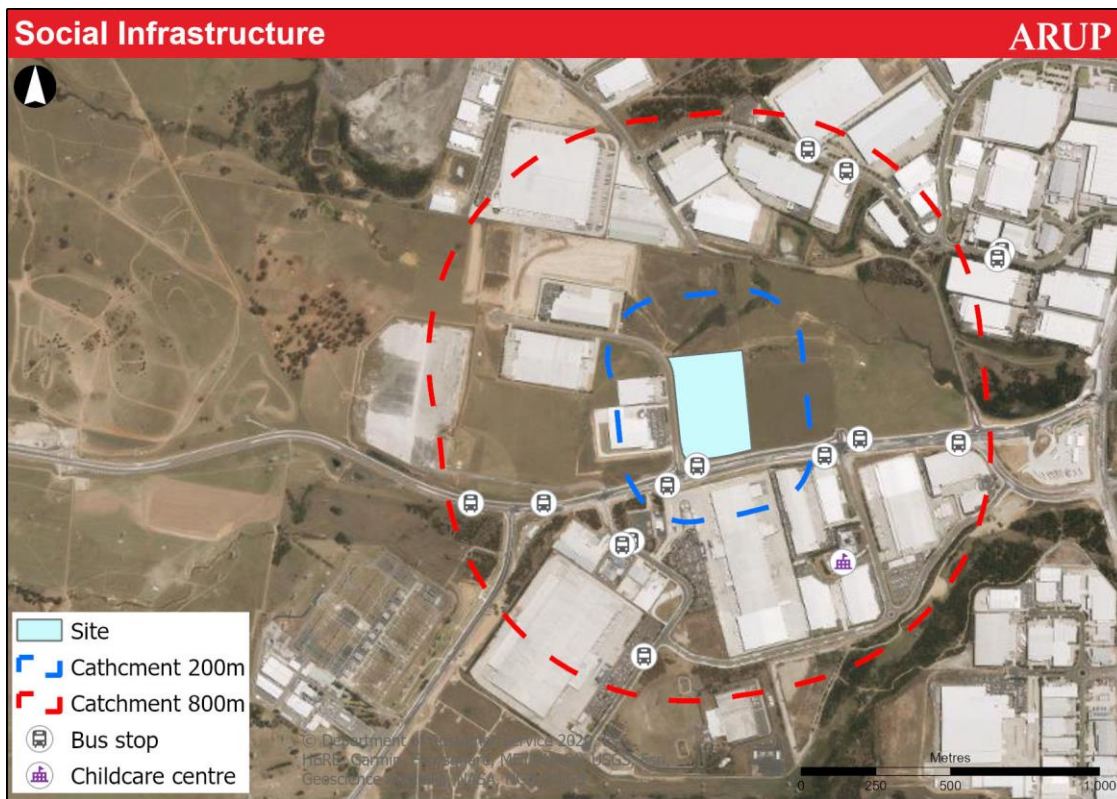 Social Infrastructure
ARUP
Site
Cathcment 200m
Catchment 800m
Bus stop
Childcare centre
Metres
0 250 500 1,000